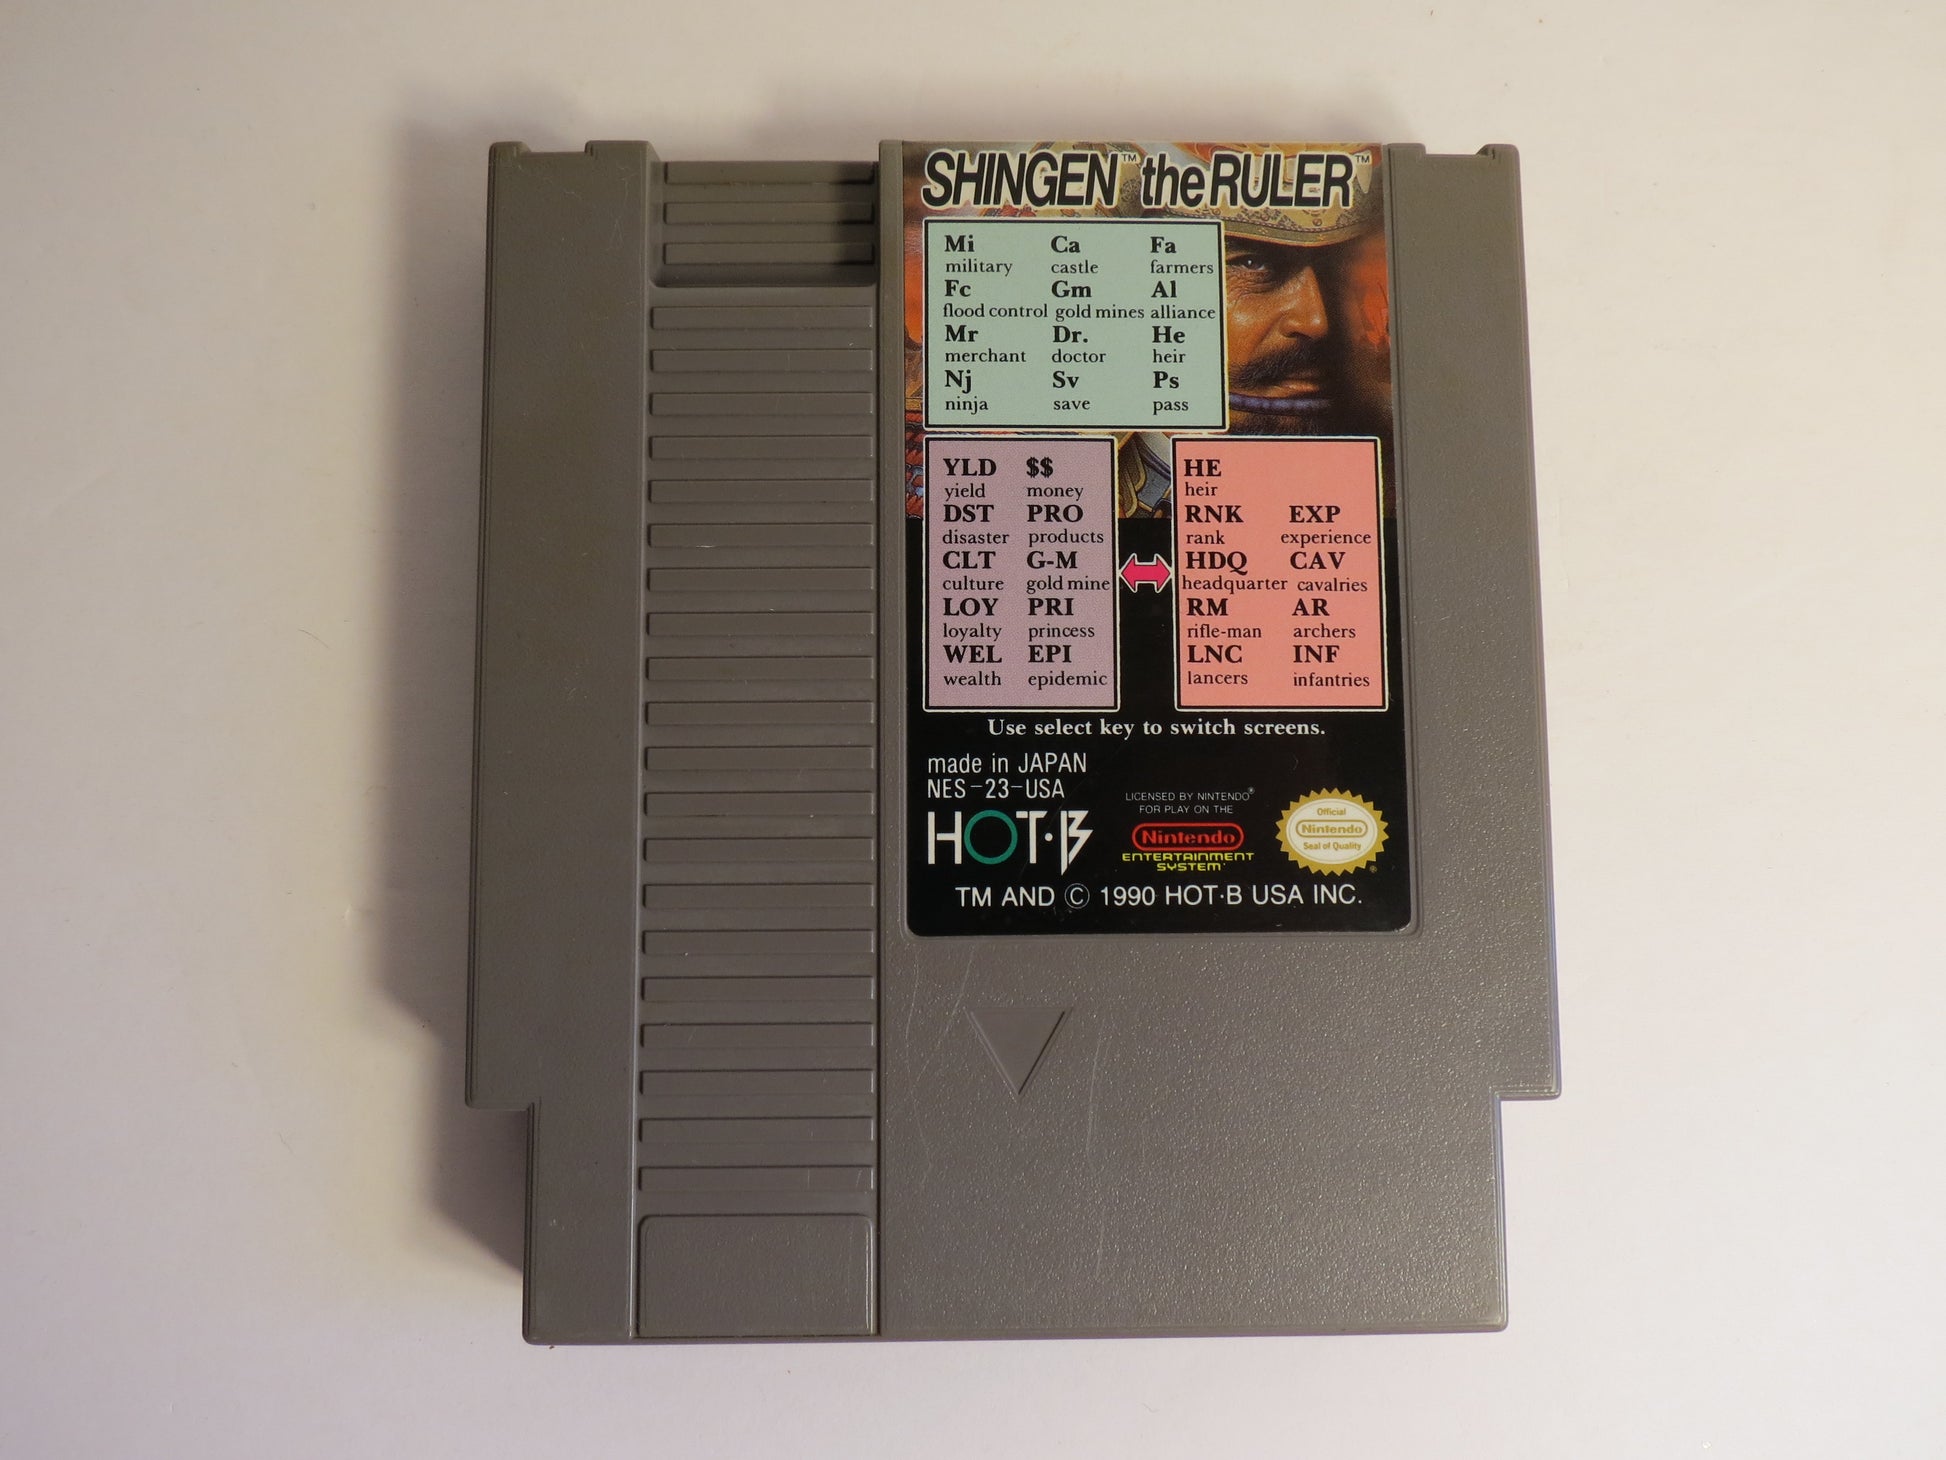 SHINGEN™ the RULER™
Mi Ca Fa
military castle farmers
Fc Gm Al
flood control gold mines alliance
Mr Dr. He
merchant doctor heir
Nj Sv Ps
ninja save pass
YLD $$
yield money
DST PRO
disaster products
CLT G-M
culture gold mine
LOY PRI
loyalty princess
WEL EPI
wealth epidemic
HE
heir
RNK EXP
rank experience
HDQ CAV
headquarter cavalries
RM AR
rifle-man archers
LNC INF
lancers infantries
Use select key to switch screens.
made in JAPAN
NES-23-USA
HOT·B
LICENSED BY NINTENDO®
FOR PLAY ON THE
Nintendo
ENTERTAINMENT
SYSTEM
Official
Nintendo
Seal of Quality
®
TM AND © 1990 HOT·B USA INC.